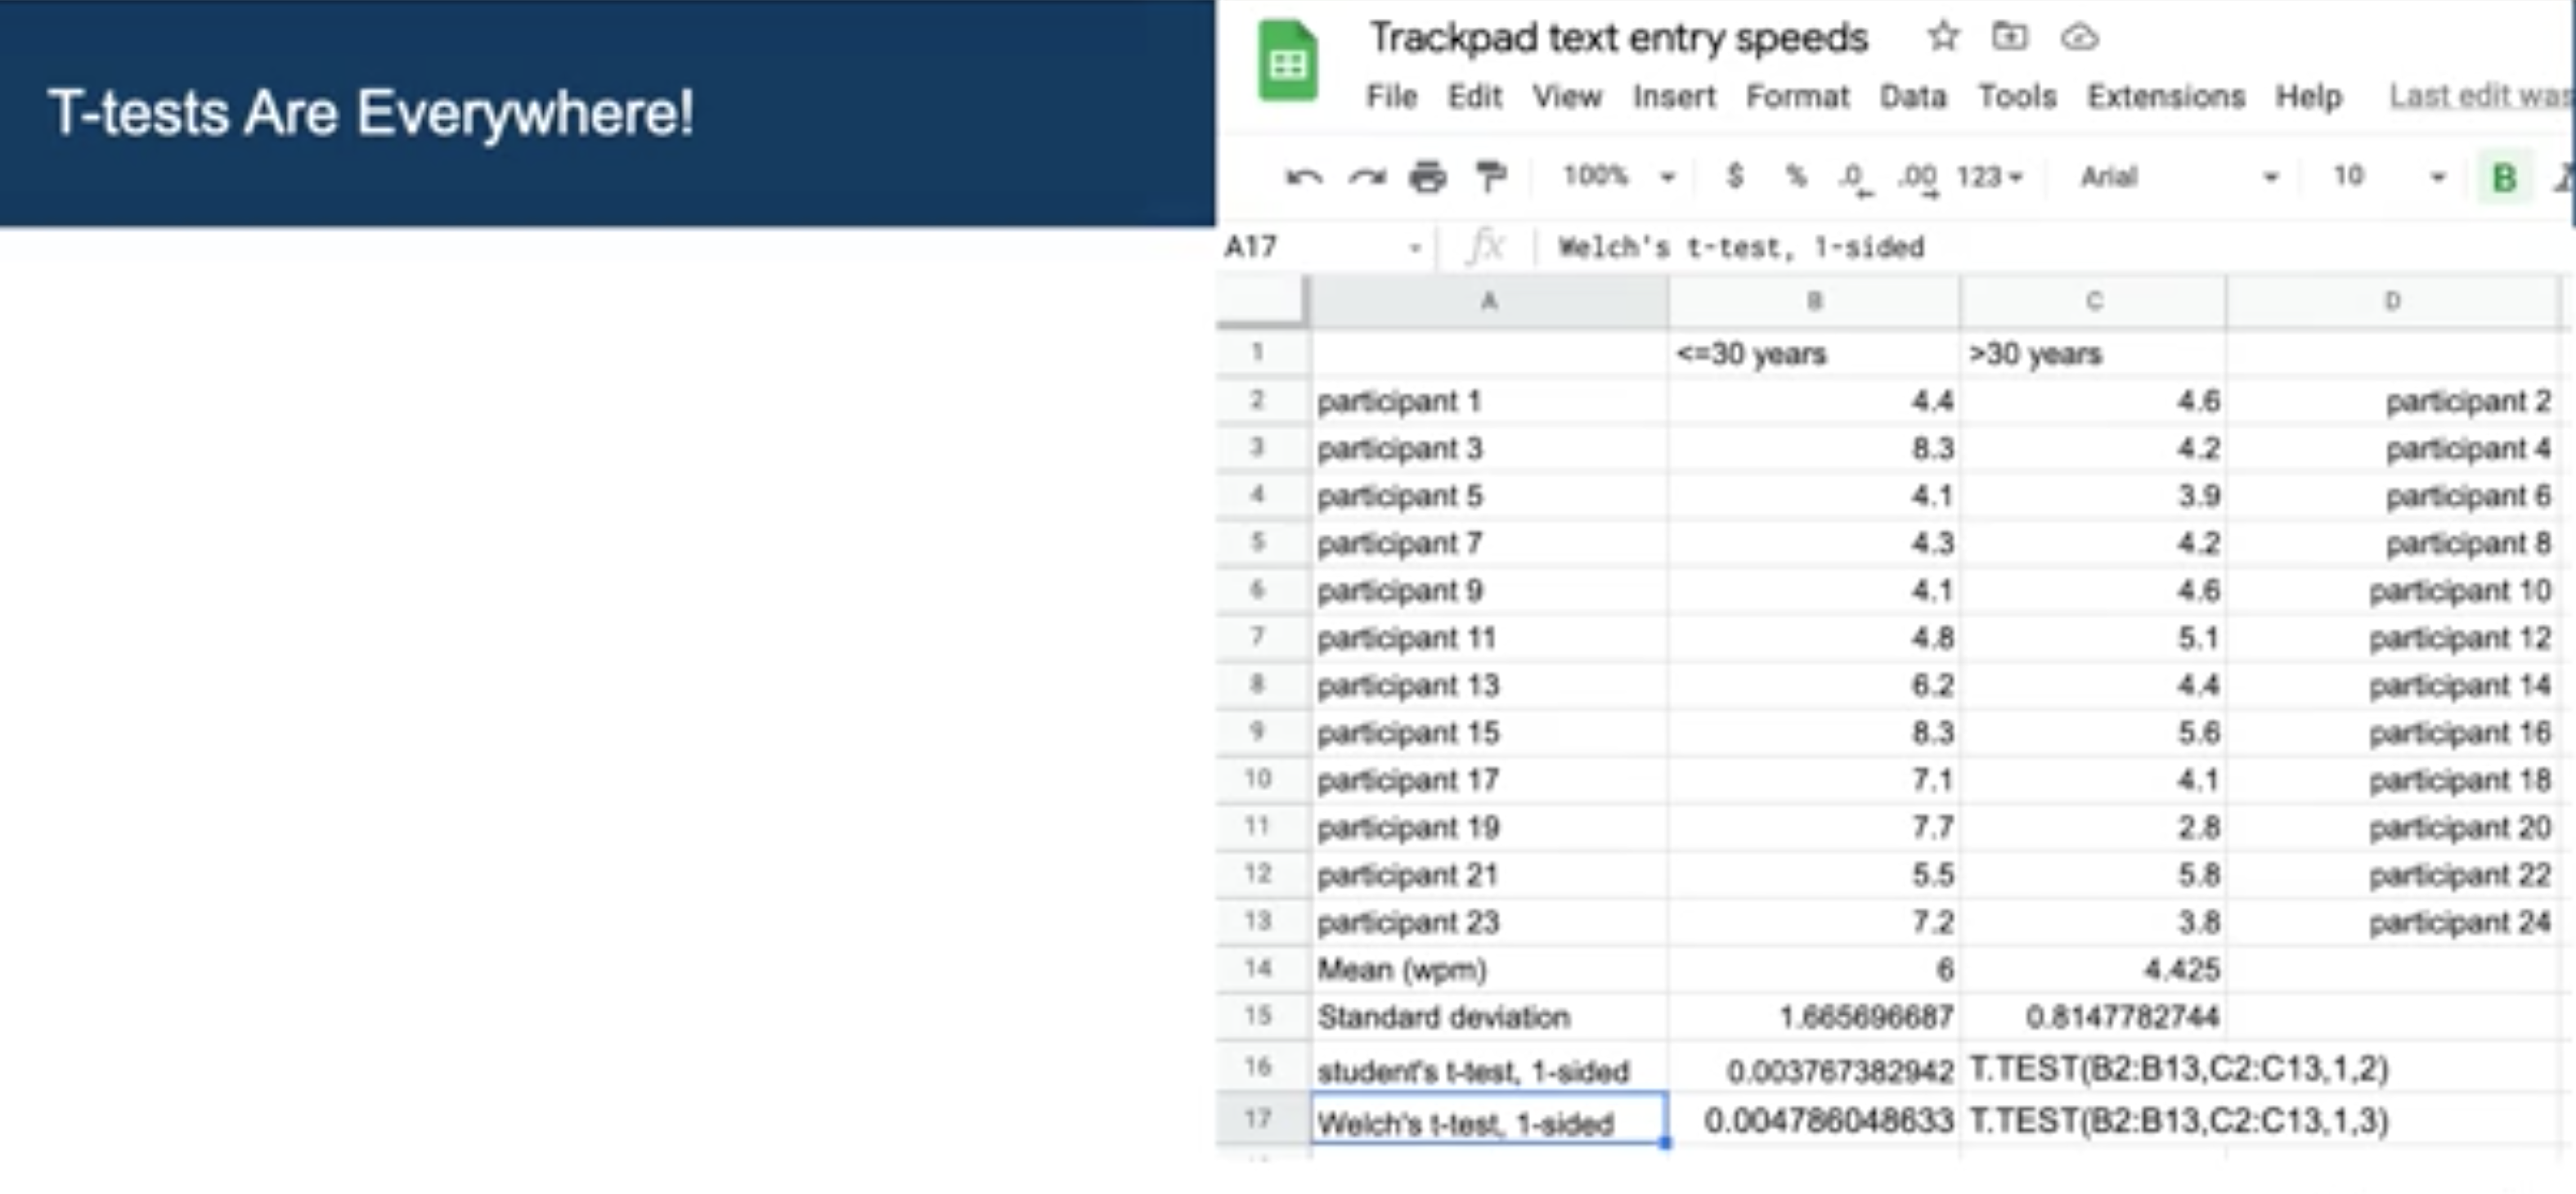 T-tests Are Everywhere!
Trackpad text entry speeds
File Edit View Insert Format Data Tools Extensions Help Last edit was
100% $ % .0 .00 123 Arial 10 B I
A17 fx Welch's t-test, 1-sided
A B C D
1 <=30 years >30 years
2 participant 1 4.4 4.6 participant 2
3 participant 3 8.3 4.2 participant 4
4 participant 5 4.1 3.9 participant 6
5 participant 7 4.3 4.2 participant 8
6 participant 9 4.1 4.6 participant 10
7 participant 11 4.8 5.1 participant 12
8 participant 13 6.2 4.4 participant 14
9 participant 15 8.3 5.6 participant 16
10 participant 17 7.1 4.1 participant 18
11 participant 19 7.7 2.8 participant 20
12 participant 21 5.5 5.8 participant 22
13 participant 23 7.2 3.8 participant 24
14 Mean (wpm) 6 4.425
15 Standard deviation 1.665696687 0.8147782744
16 student's t-test, 1-sided 0.003767382942 T.TEST(B2:B13,C2:C13,1,2)
17 Welch's t-test, 1-sided 0.004786048633 T.TEST(B2:B13,C2:C13,1,3)